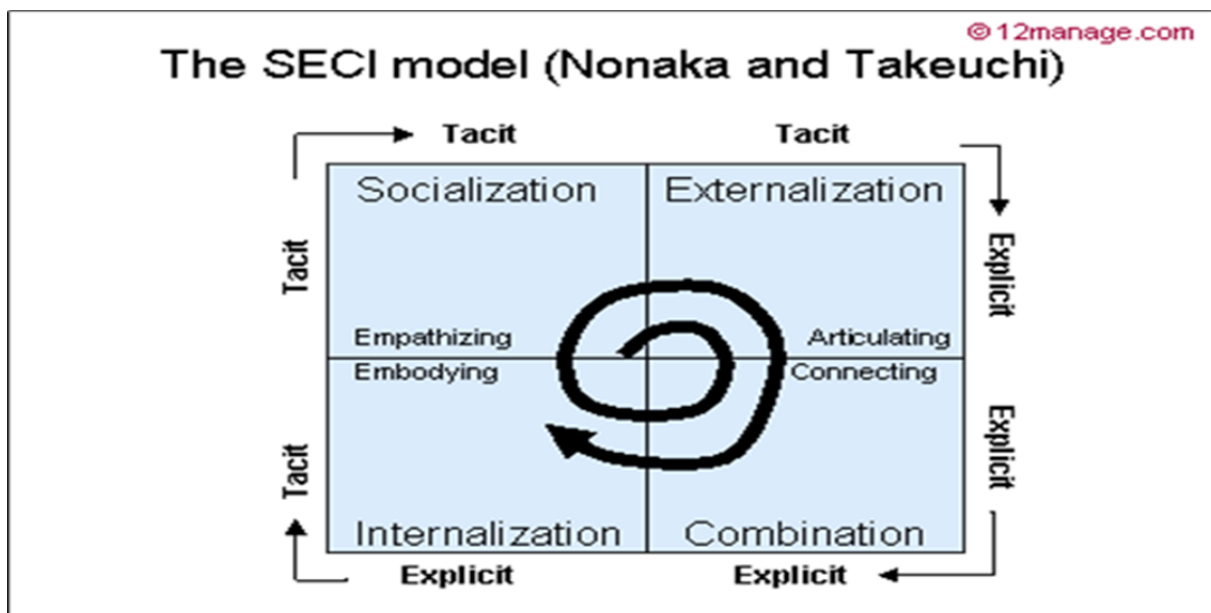 © 12manage.com
The SECI model (Nonaka and Takeuchi)
Tacit Tacit
Socialization Externalization
Tacit Explicit
Empathizing Articulating
Embodying Connecting
Tacit Explicit
Internalization Combination
Explicit Explicit